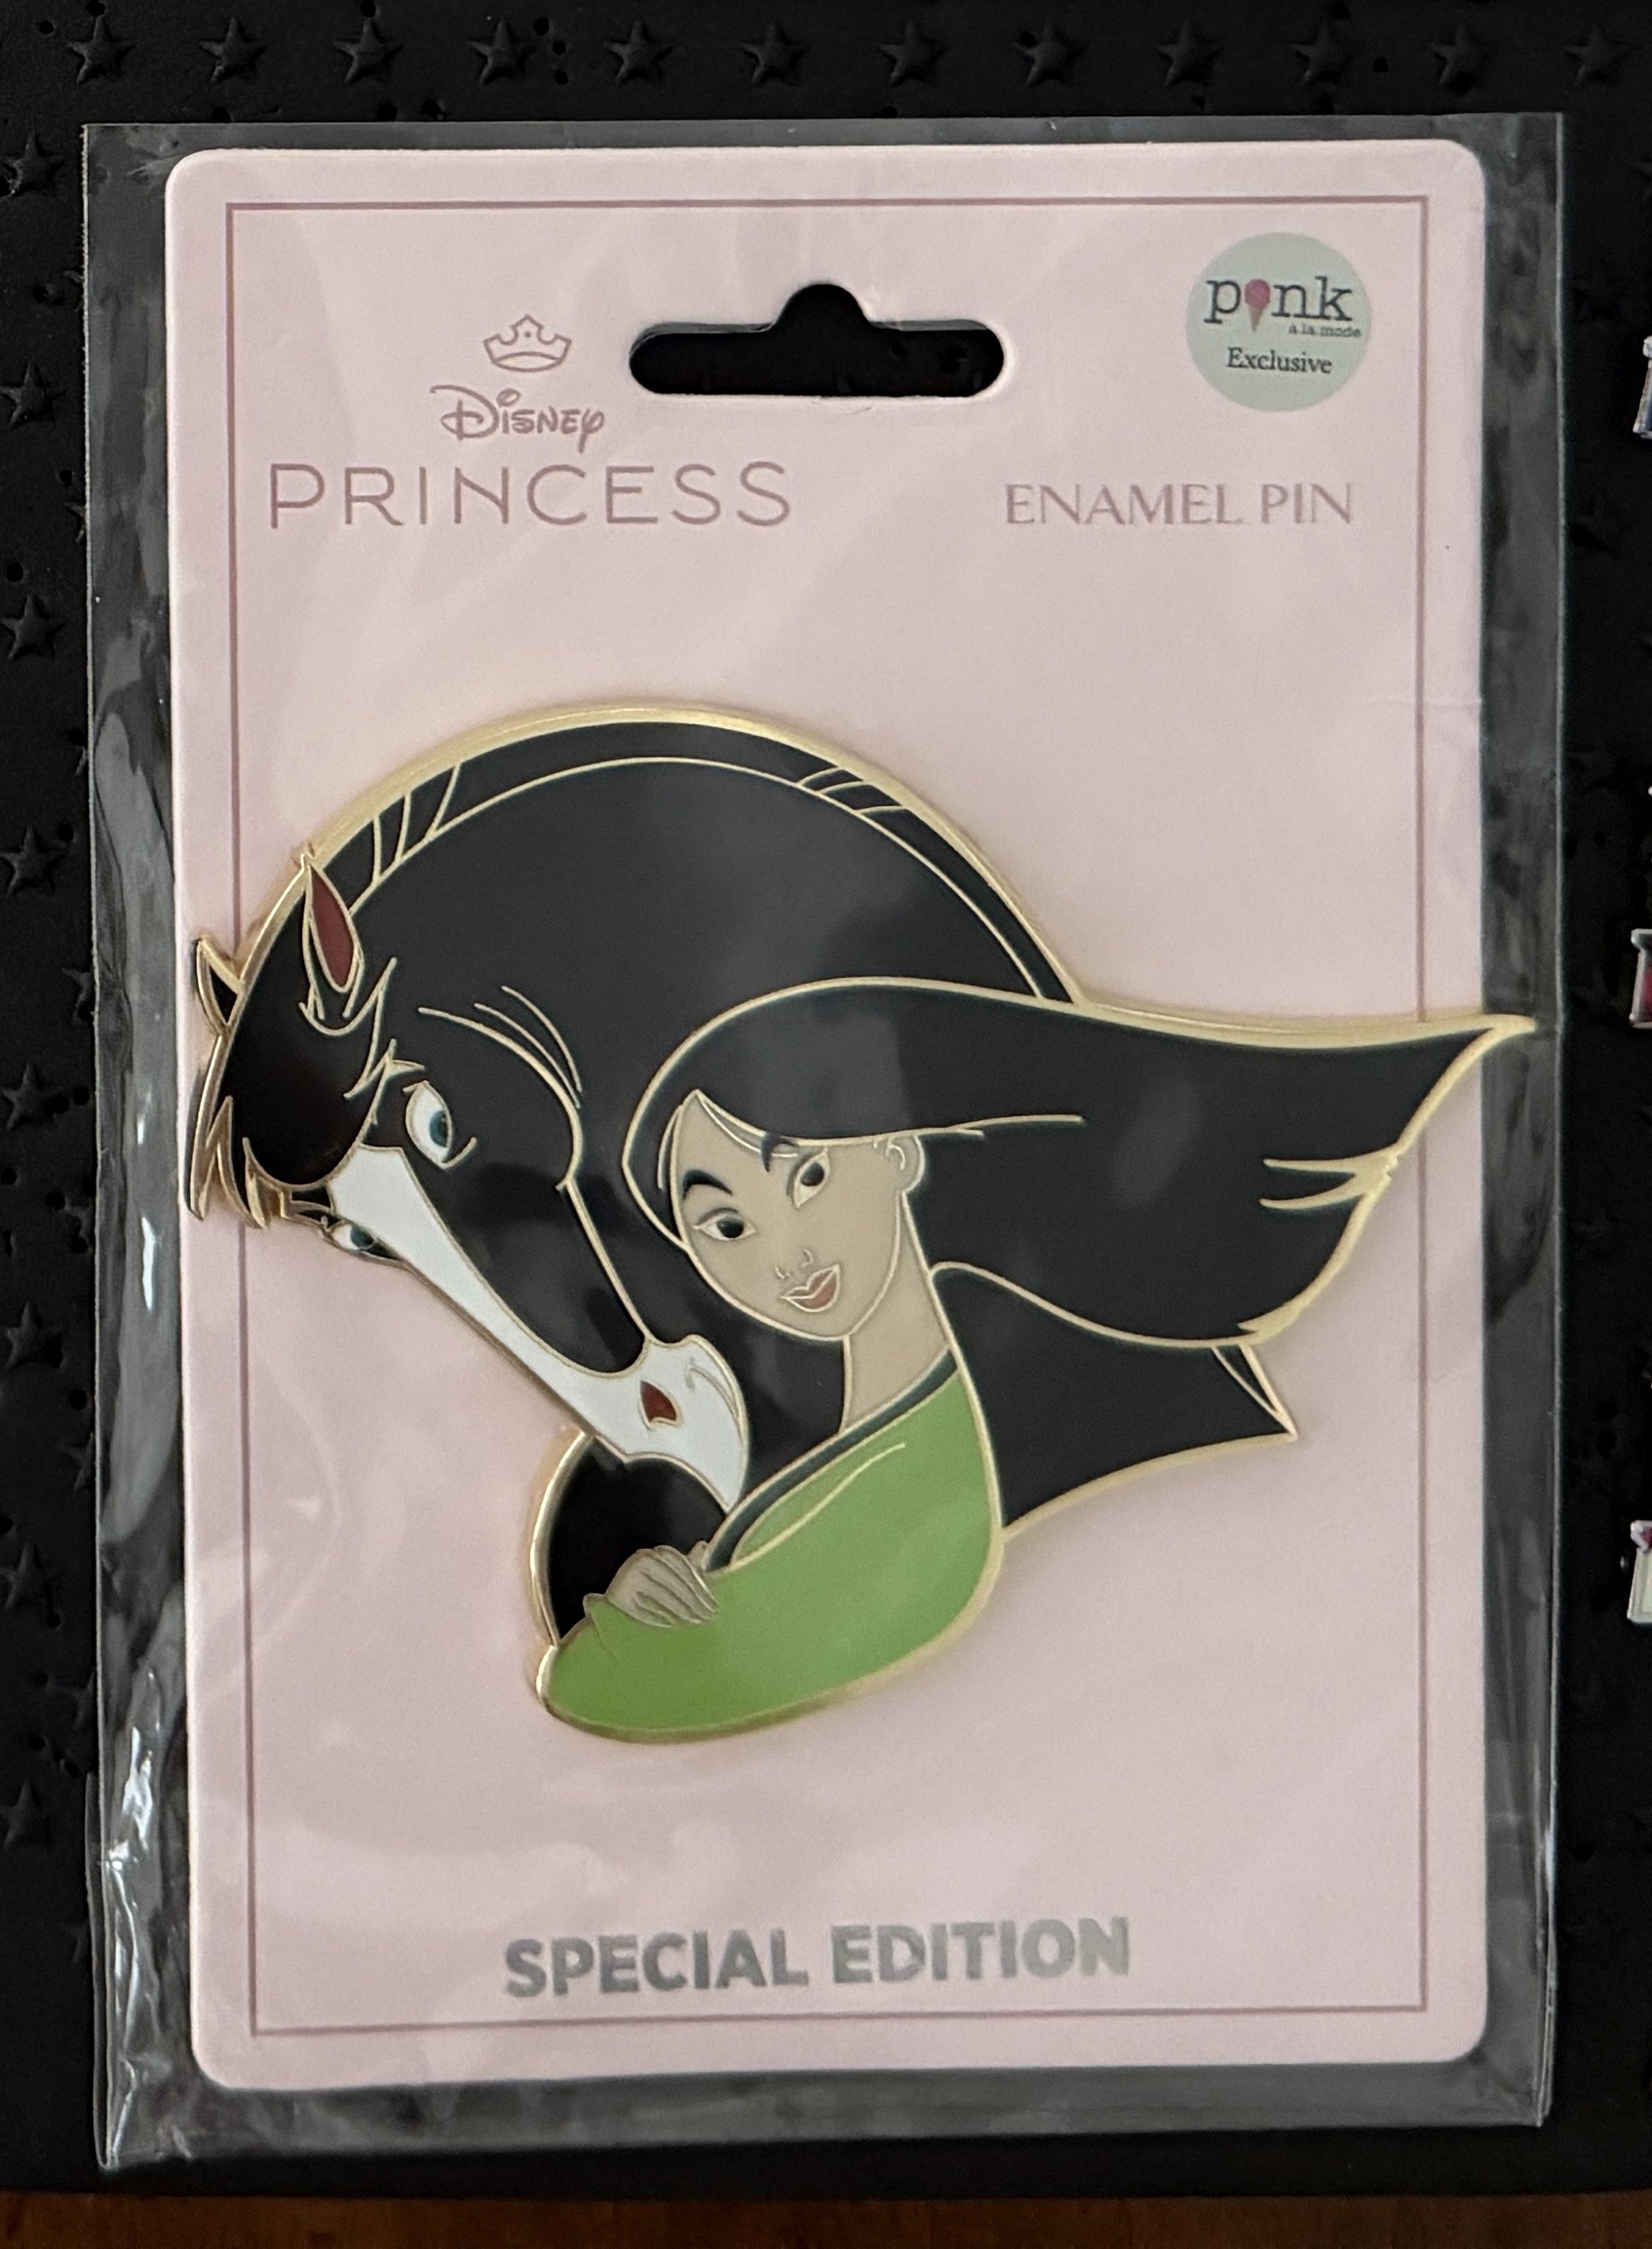 pink
à la mode
Exclusive
Disney
PRINCESS
ENAMEL PIN
SPECIAL EDITION